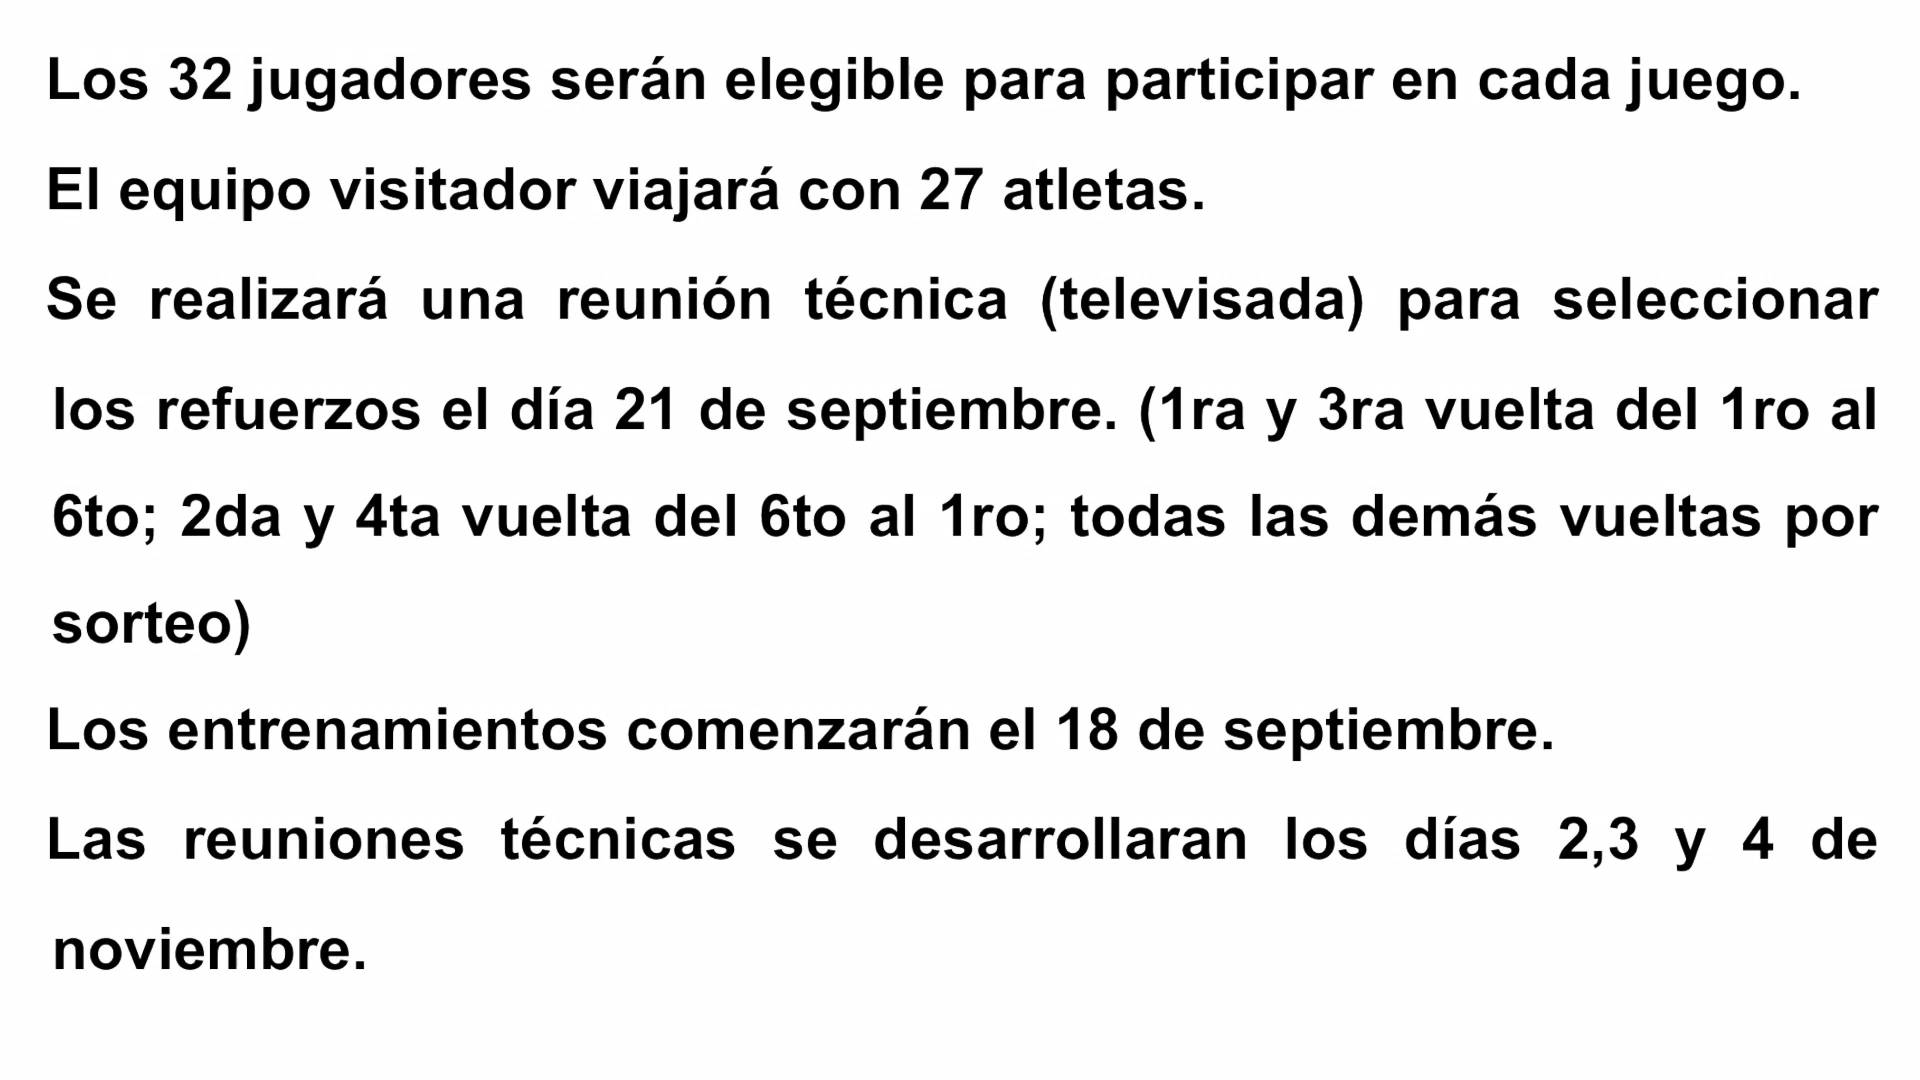 Los 32 jugadores serán elegible para participar en cada juego.
El equipo visitador viajará con 27 atletas.
Se realizará una reunión técnica (televisada) para seleccionar
los refuerzos el día 21 de septiembre. (1ra y 3ra vuelta del 1ro al
6to; 2da y 4ta vuelta del 6to al 1ro; todas las demás vueltas por
sorteo)
Los entrenamientos comenzarán el 18 de septiembre.
Las reuniones técnicas se desarrollaran los días 2,3 y 4 de
noviembre.